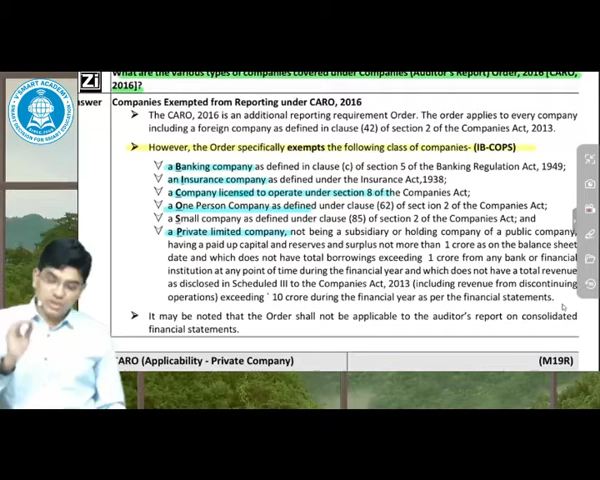 V'SMART ACADEMY
Zi
What are the various types of companies covered under Companies (Auditor's Report) Order, 2016 [CARO,
2016]?
swer
Companies Exempted from Reporting under CARO, 2016
The CARO, 2016 is an additional reporting requirement Order. The order applies to every company
including a foreign company as defined in clause (42) of section 2 of the Companies Act, 2013.
However, the Order specifically exempts the following class of companies- (IB-COPS)
a Banking company as defined in clause (c) of section 5 of the Banking Regulation Act, 1949;
an Insurance company as defined under the Insurance Act,1938;
a Company licensed to operate under section 8 of the Companies Act;
a One Person Company as defined under clause (62) of sect ion 2 of the Companies Act;
a Small company as defined under clause (85) of section 2 of the Companies Act; and
a Private limited company, not being a subsidiary or holding company of a public company,
having a paid up capital and reserves and surplus not more than 1 crore as on the balance sheet
date and which does not have total borrowings exceeding 1 crore from any bank or financial
institution at any point of time during the financial year and which does not have a total revenue
as disclosed in Scheduled III to the Companies Act, 2013 (including revenue from discontinuing
operations) exceeding ` 10 crore during the financial year as per the financial statements.
It may be noted that the Order shall not be applicable to the auditor's report on consolidated
financial statements.
ARO (Applicability - Private Company)
(M19R)